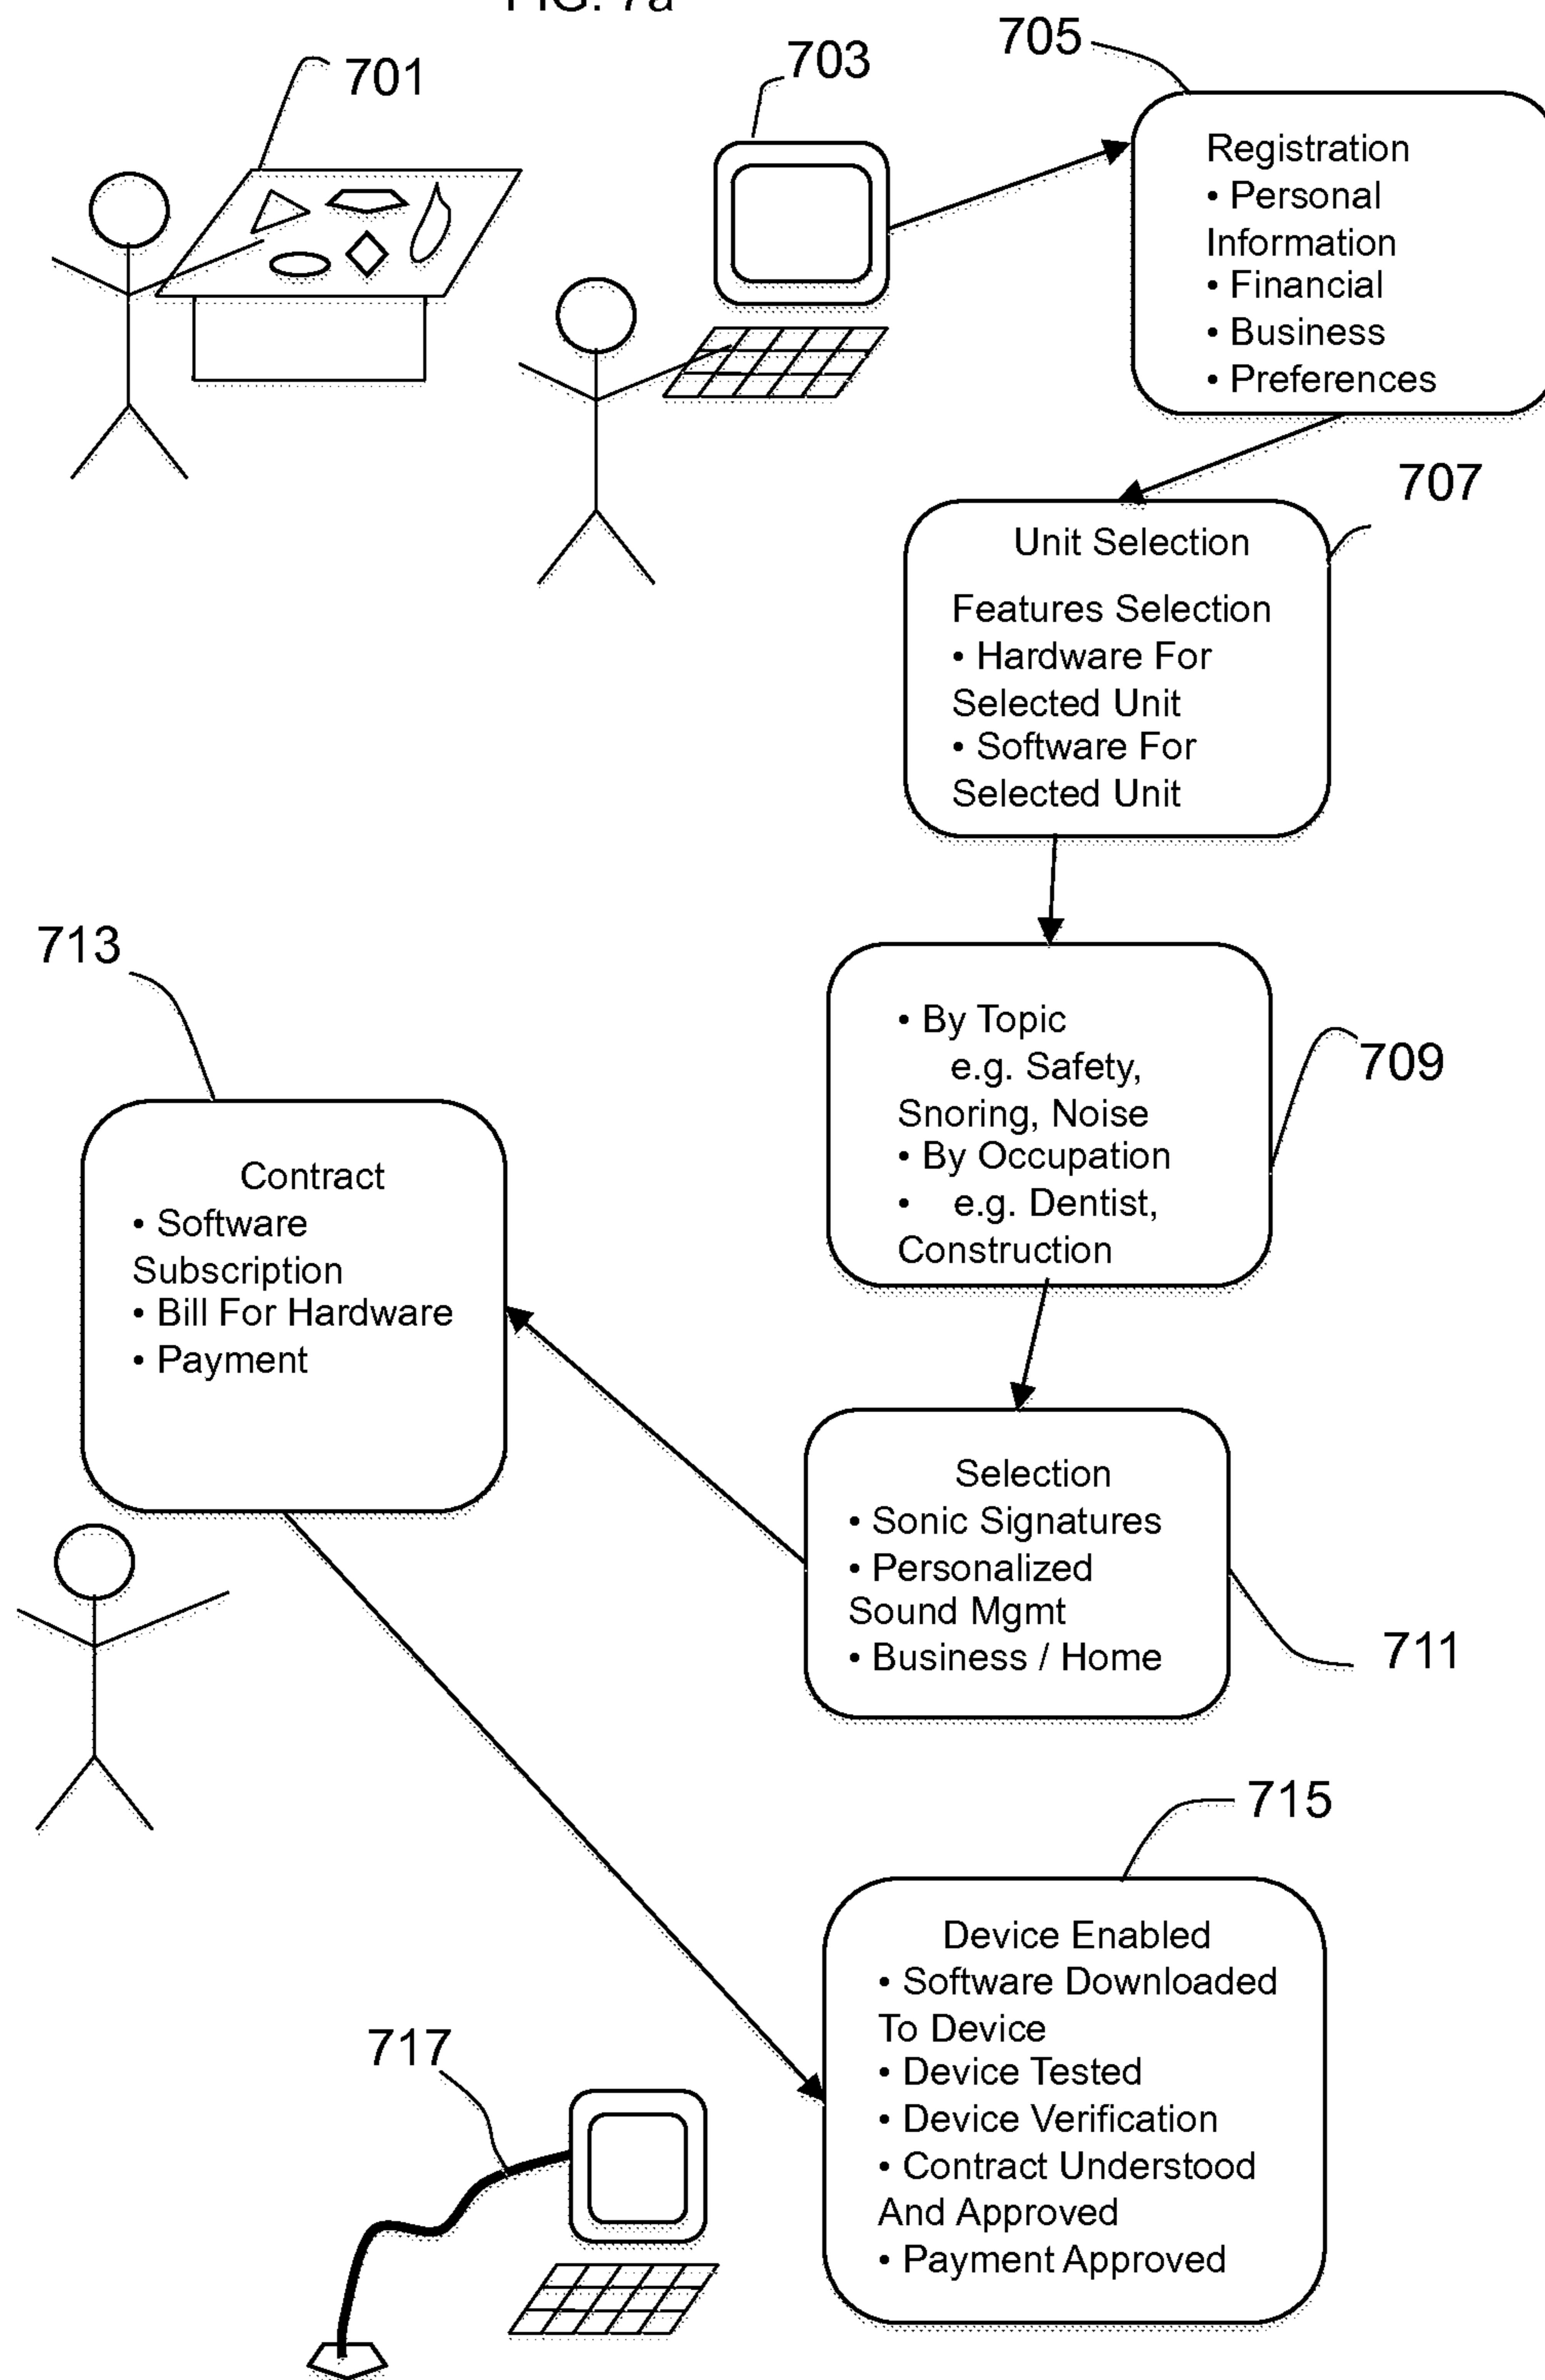 FIG. 7a
701
703
705
Registration
• Personal
Information
• Financial
• Business
• Preferences
707
Unit Selection
Features Selection
• Hardware For
Selected Unit
• Software For
Selected Unit
709
• By Topic
e.g. Safety,
Snoring, Noise
• By Occupation
• e.g. Dentist,
Construction
711
Selection
• Sonic Signatures
• Personalized
Sound Mgmt
• Business / Home
713
Contract
• Software
Subscription
• Bill For Hardware
• Payment
715
Device Enabled
• Software Downloaded
To Device
• Device Tested
• Device Verification
• Contract Understood
And Approved
• Payment Approved
717